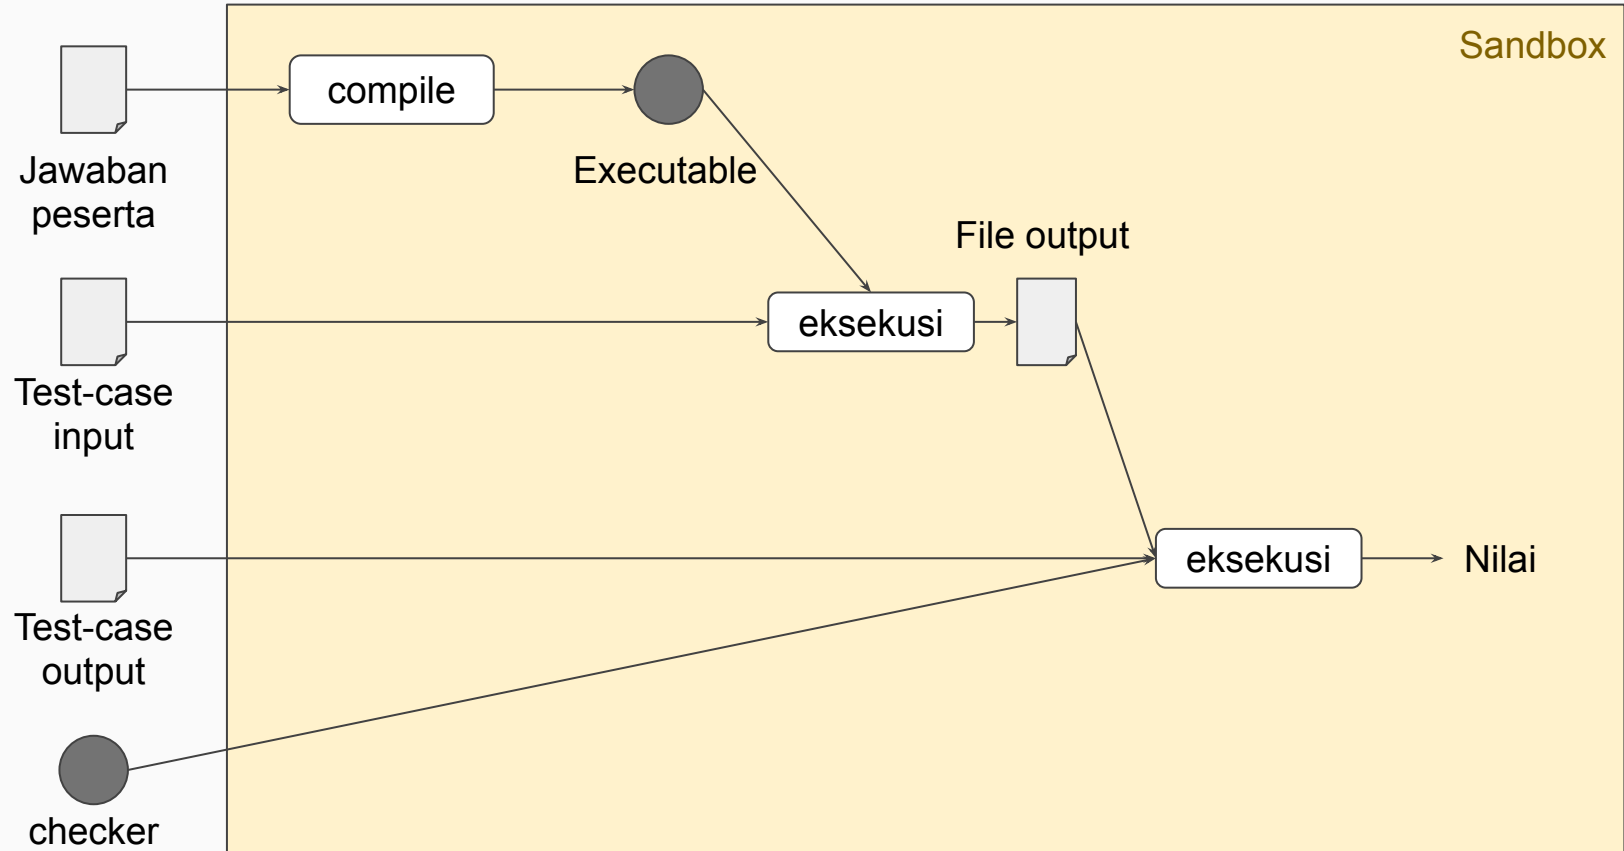 Sandbox
compile
Jawaban
peserta
Executable
File output
eksekusi
Test-case
input
eksekusi
Nilai
Test-case
output
checker